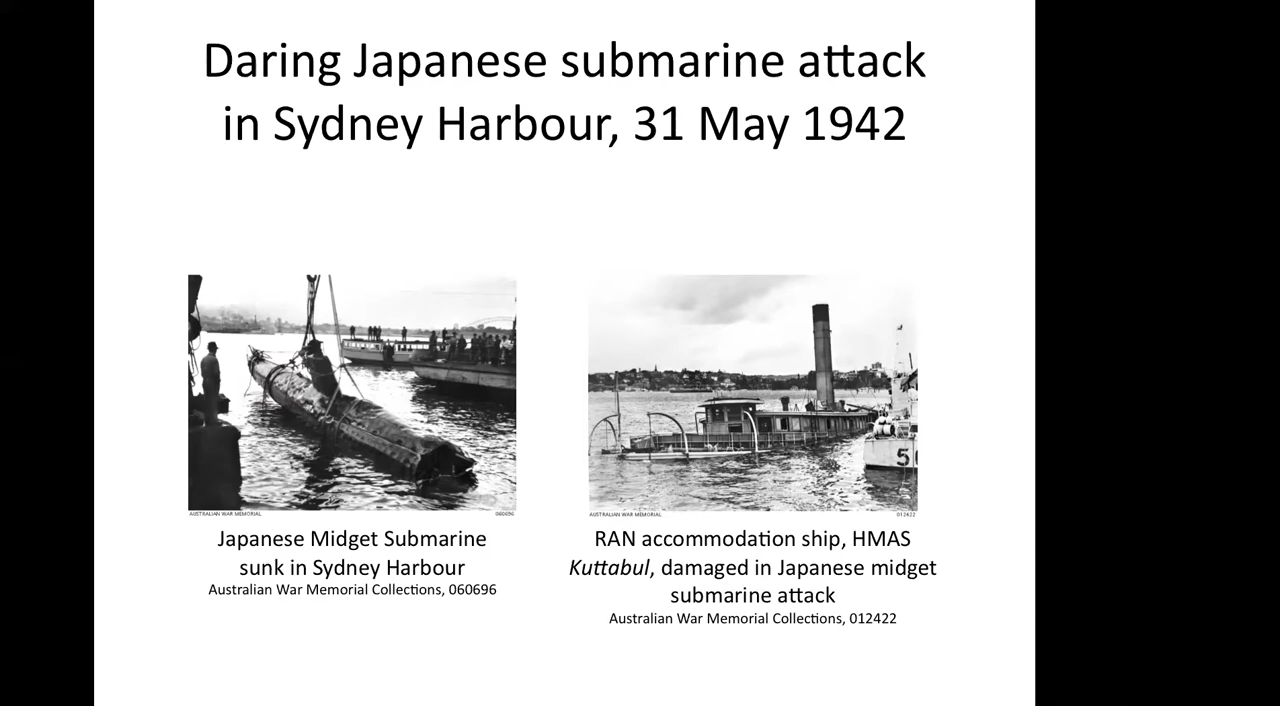 Daring Japanese submarine attack
in Sydney Harbour, 31 May 1942
AUSTRALIAN WAR MEMORIAL
060696
Japanese Midget Submarine
sunk in Sydney Harbour
Australian War Memorial Collections, 060696
5
AUSTRALIAN WAR MEMORIAL
012422
RAN accommodation ship, HMAS
Kuttabul, damaged in Japanese midget
submarine attack
Australian War Memorial Collections, 012422